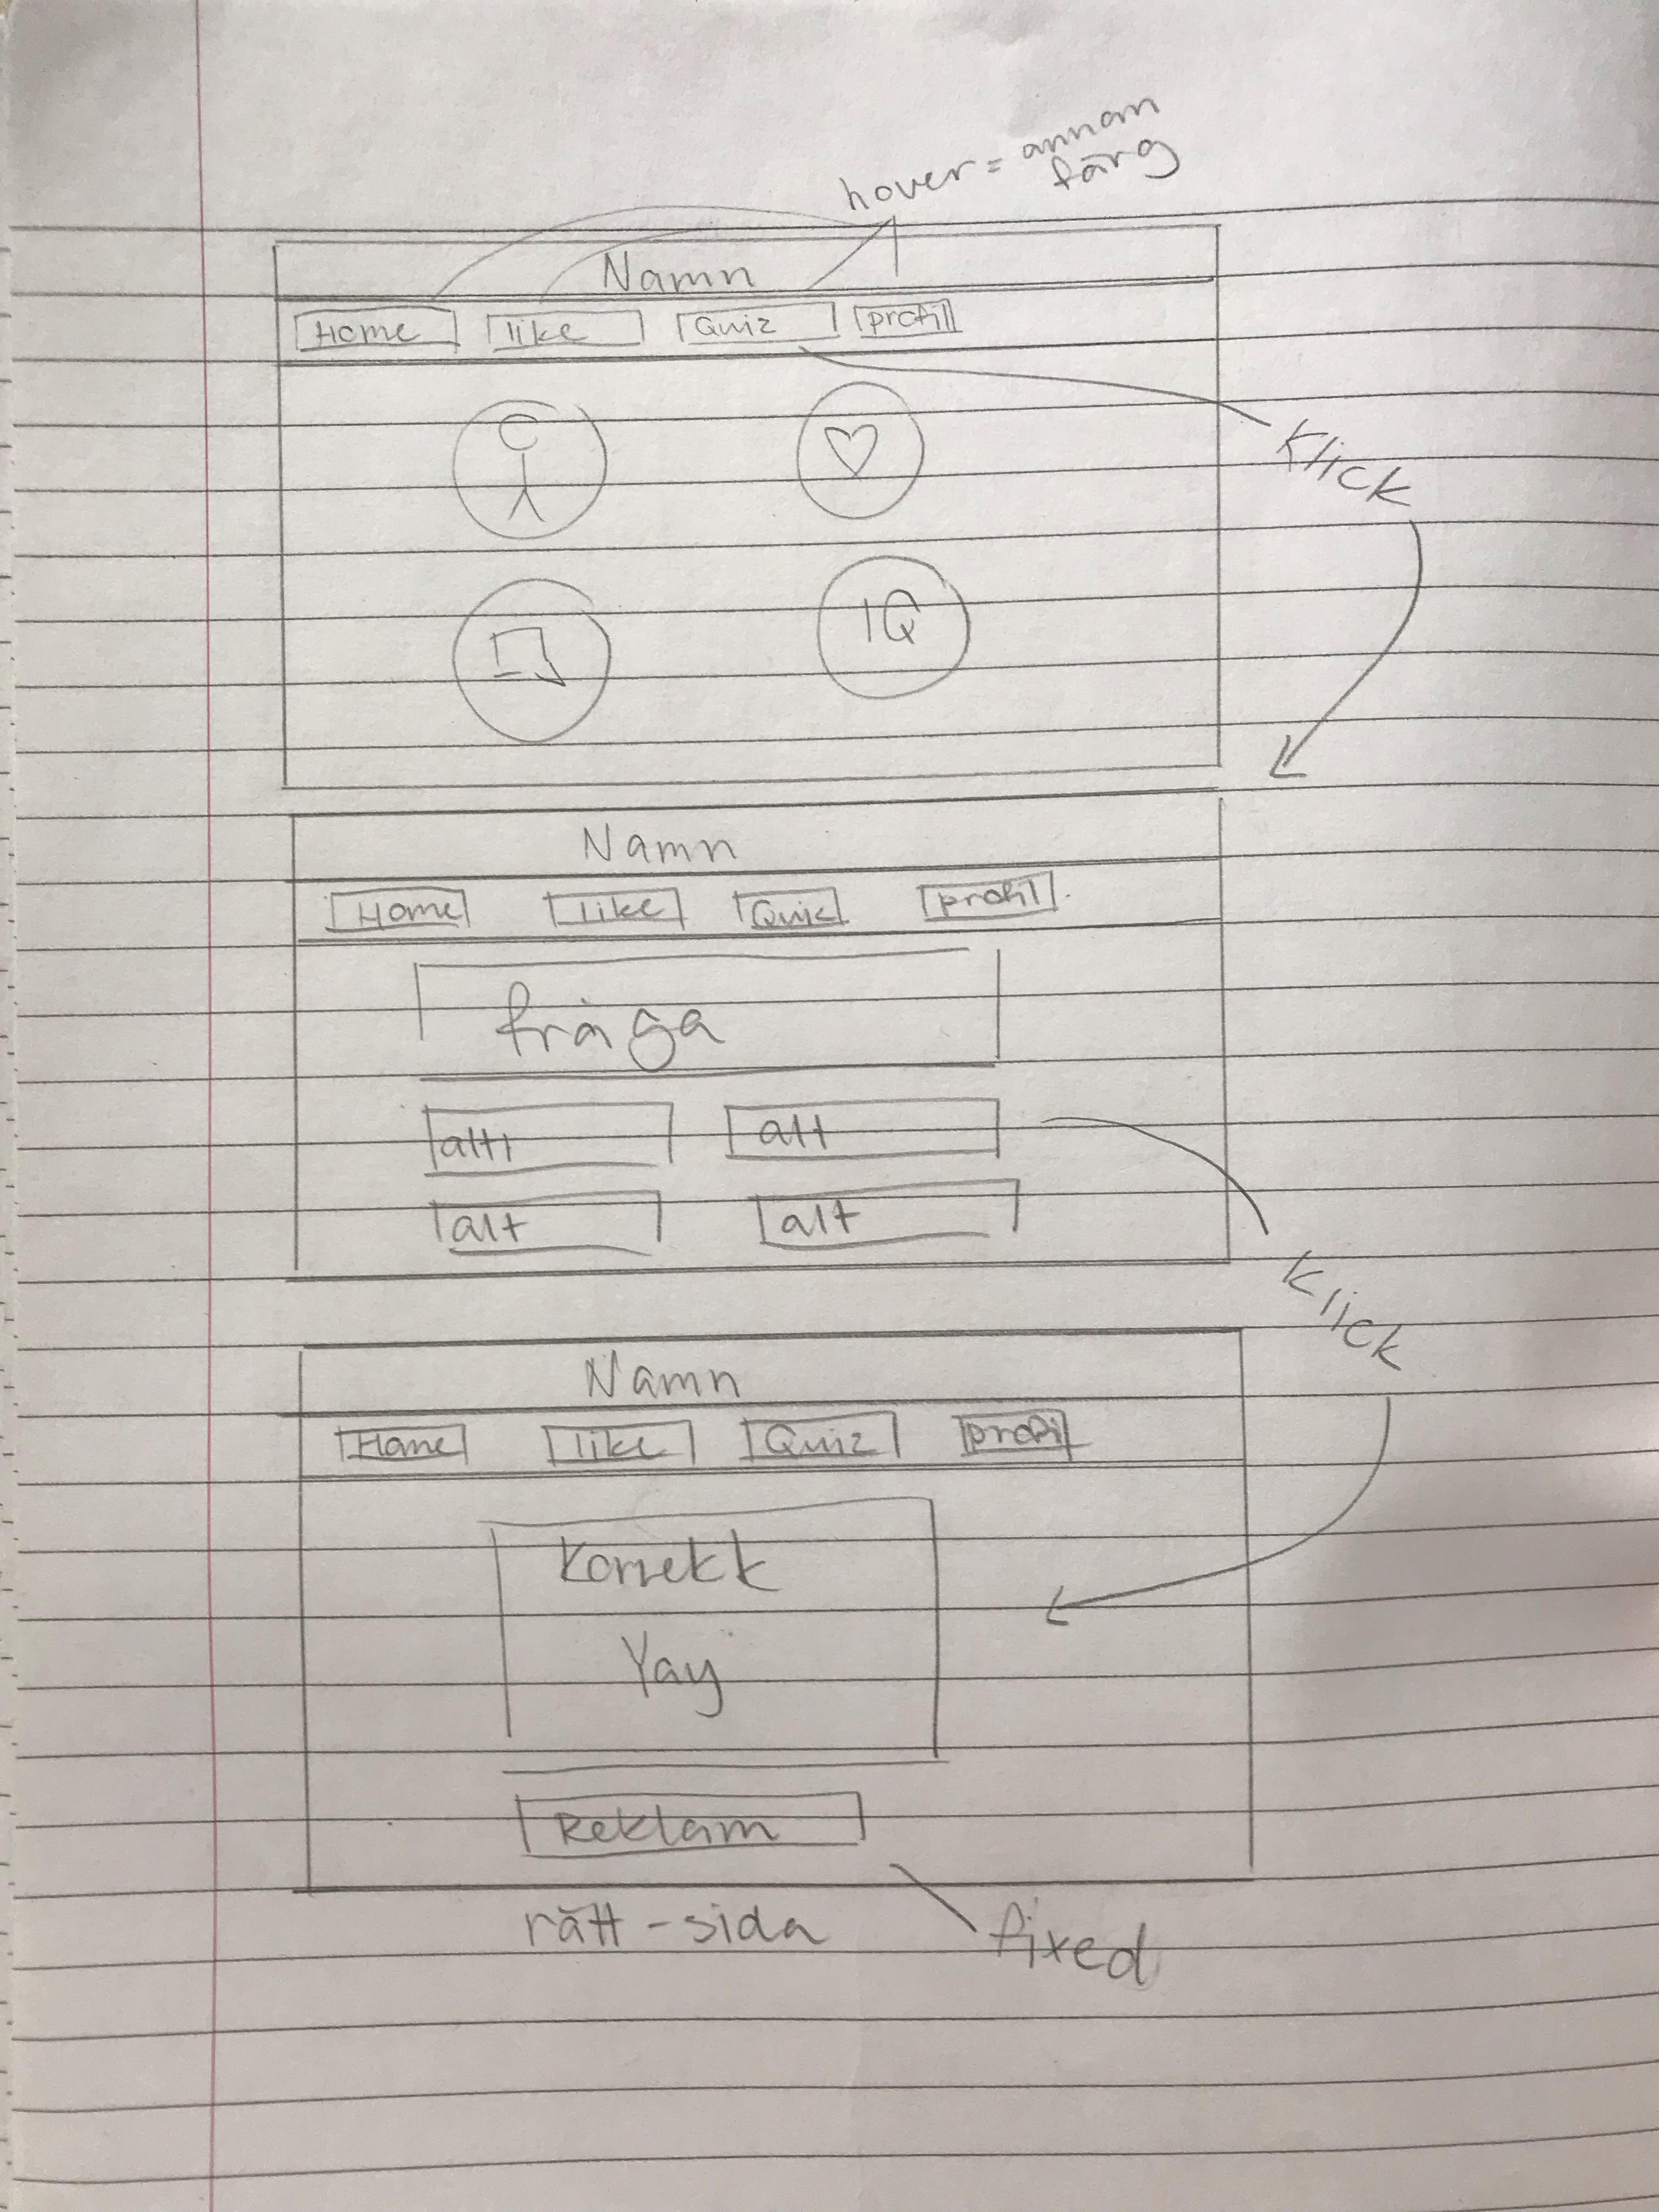 hover = annan
färg
Namn
Home like Quiz profil
Klick
IQ
Namn
Home like Quiz profil
fråga
alt1 alt
alt alt
Klick
Namn
Home like Quiz profil
Korrekk
Yay
Reklam
rätt-sida fixed